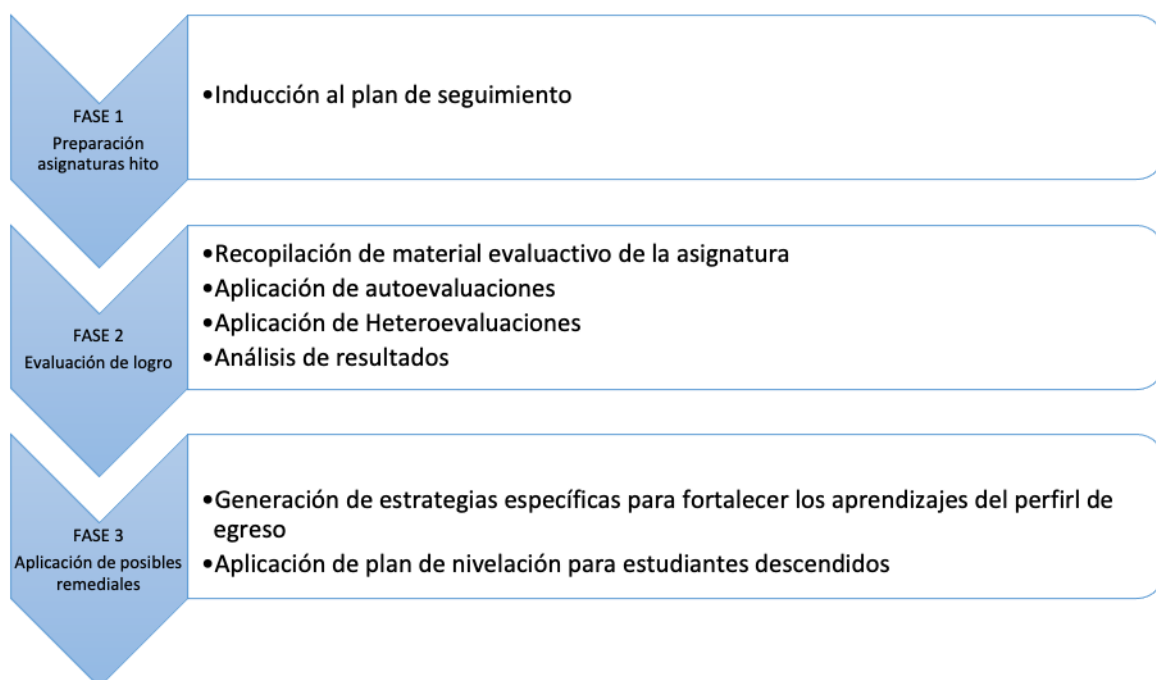 FASE 1
Preparación
asignaturas hito
•Inducción al plan de seguimiento
FASE 2
Evaluación de logro
•Recopilación de material evaluactivo de la asignatura
•Aplicación de autoevaluaciones
•Aplicación de Heteroevaluaciones
•Análisis de resultados
FASE 3
Aplicación de posibles
remediales
•Generación de estrategias específicas para fortalecer los aprendizajes del perfirl de
egreso
•Aplicación de plan de nivelación para estudiantes descendidos